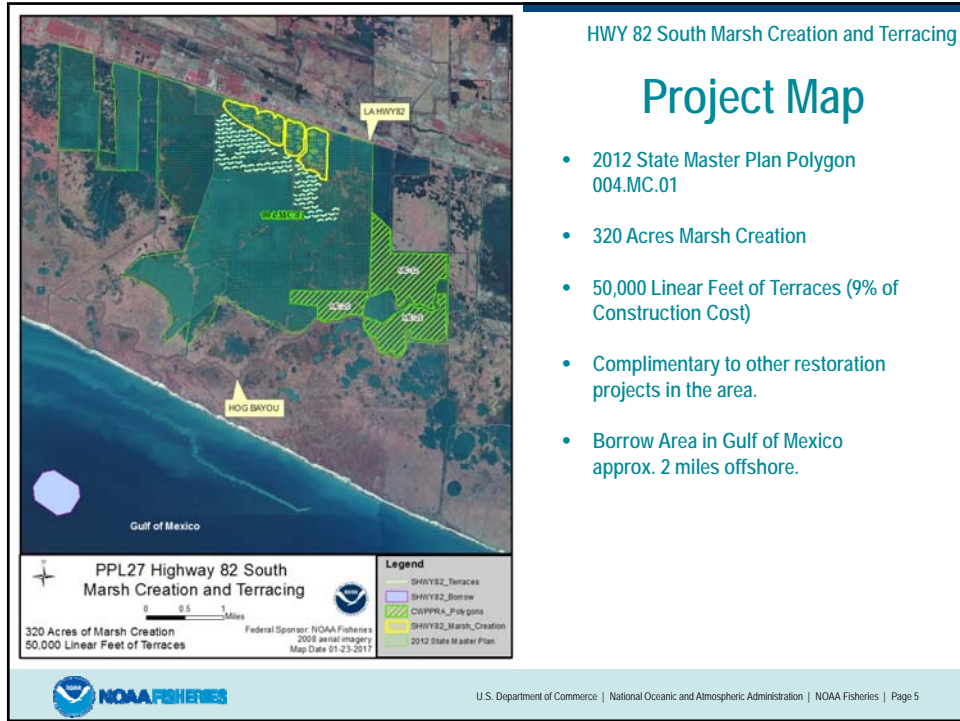 HWY 82 South Marsh Creation and Terracing
Project Map
• 2012 State Master Plan Polygon
004.MC.01
• 320 Acres Marsh Creation
• 50,000 Linear Feet of Terraces (9% of
Construction Cost)
• Complimentary to other restoration
projects in the area.
• Borrow Area in Gulf of Mexico
approx. 2 miles offshore.
LA HWY82
004.MC.01
HOG BAYOU
Gulf of Mexico
PPL27 Highway 82 South
Marsh Creation and Terracing
0 0.5 1
Miles
320 Acres of Marsh Creation
50,000 Linear Feet of Terraces
Federal Sponsor: NOAA Fisheries
2008 aerial imagery
Map Date 01-23-2017
Legend
SHWY82_Terraces
SHWY82_Borrow
CWPPRA_Polygons
SHWY82_Marsh_Creation
2012 State Master Plan
NOAA FISHERIES
U.S. Department of Commerce | National Oceanic and Atmospheric Administration | NOAA Fisheries | Page 5